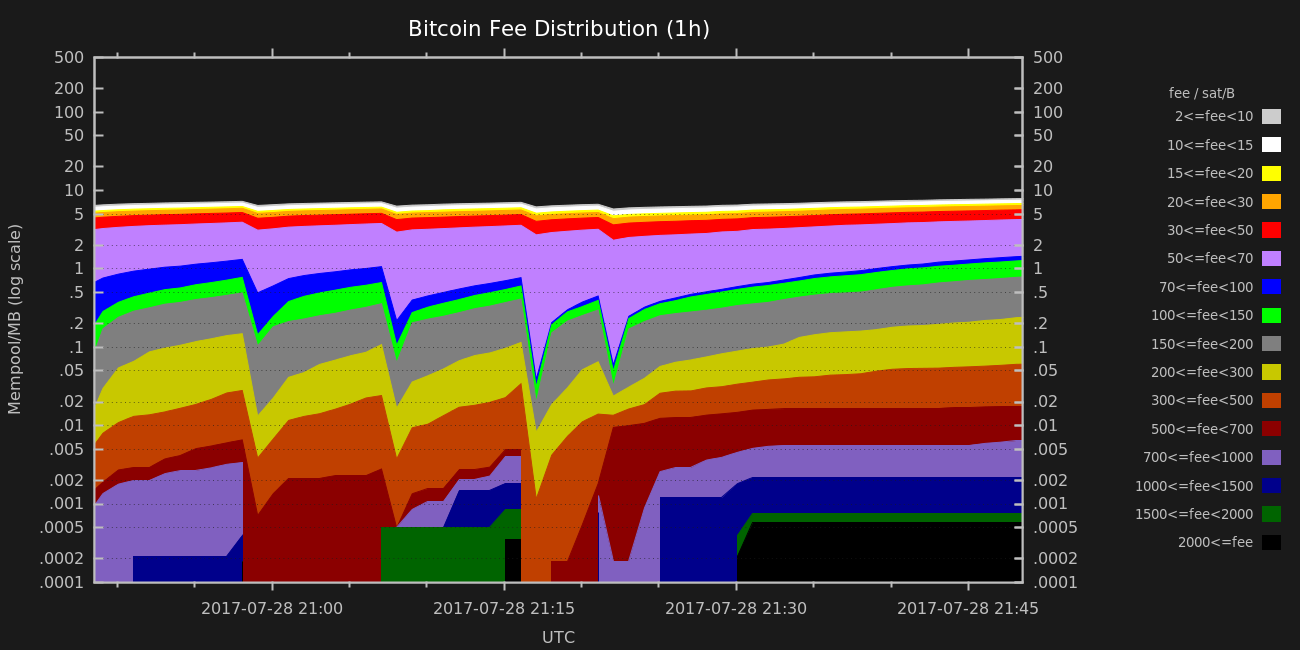 Bitcoin Fee Distribution (1h)
500
200
100
50
20
10
5
2
1
.5
.2
.1
.05
.02
.01
.005
.002
.001
.0005
.0002
.0001
Mempool/MB (log scale)
500
200
100
50
20
10
5
2
1
.5
.2
.1
.05
.02
.01
.005
.002
.001
.0005
.0002
.0001
2017-07-28 21:00
2017-07-28 21:15
2017-07-28 21:30
2017-07-28 21:45
UTC
fee / sat/B
2<=fee<10
10<=fee<15
15<=fee<20
20<=fee<30
30<=fee<50
50<=fee<70
70<=fee<100
100<=fee<150
150<=fee<200
200<=fee<300
300<=fee<500
500<=fee<700
700<=fee<1000
1000<=fee<1500
1500<=fee<2000
2000<=fee